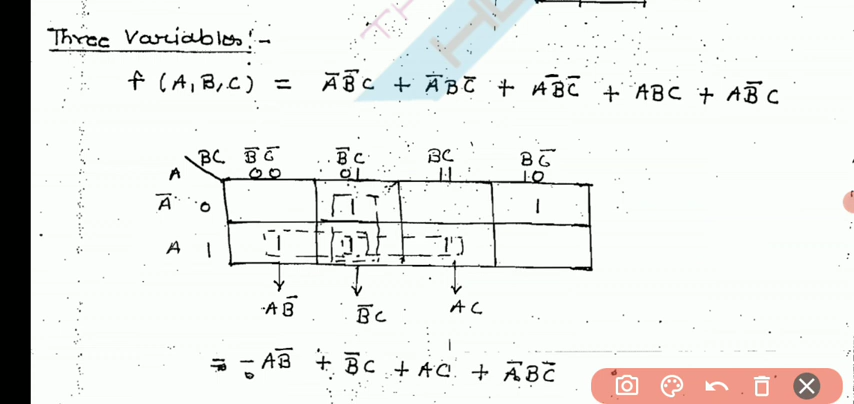 Three Variables:-
f (A, B, C) = A̅B̅C + A̅BC̅ + AB̅C̅ + ABC + AB̅C
BC B̅C̅ B̅C BC BC̅
A 00 01 11 10
A̅ 0 1 1
A 1 1 1 1
AB̅ B̅C AC
= AB̅ + B̅C + AC + A̅BC̅